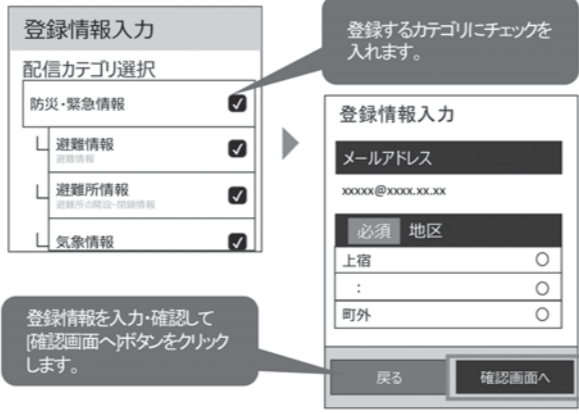 登録情報入力
配信カテゴリ選択
防災・緊急情報
避難情報
避難情報
避難所情報
避難所の開設・閉鎖情報
気象情報
登録するカテゴリにチェックを
入れます。
登録情報入力
メールアドレス
xxxxx@xxxx.xx.xx
必須 地区
上宿
:
町外
登録情報を入力・確認して
[確認画面へ]ボタンをクリック
します。
戻る 確認画面へ